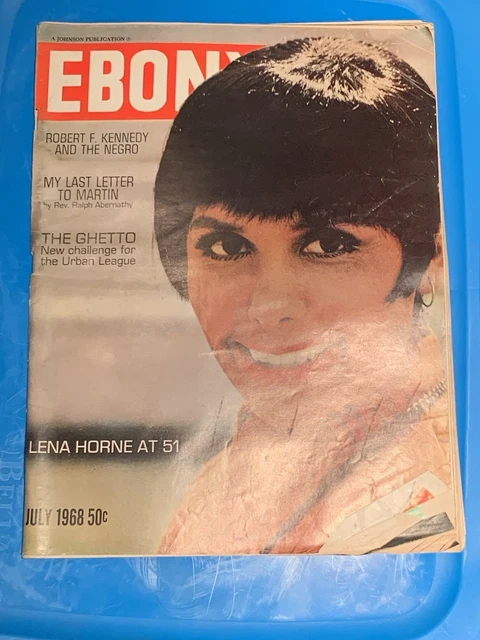 A JOHNSON PUBLICATION
EBONY
ROBERT F. KENNEDY
AND THE NEGRO
MY LAST LETTER
TO MARTIN
by Rev. Ralph Abernathy
THE GHETTO
New challenge for
the Urban League
LENA HORNE AT 51
JULY 1968 50c